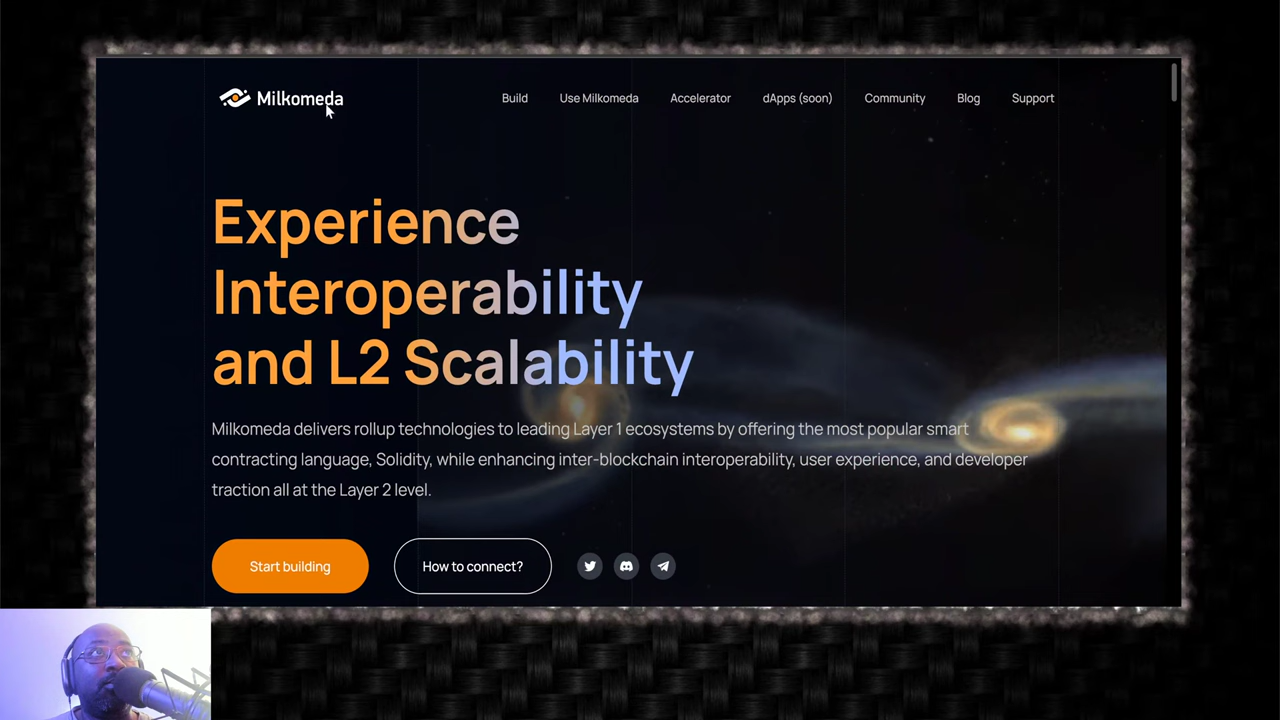 Milkomeda
Build
Use Milkomeda
Accelerator
dApps (soon)
Community
Blog
Support
Experience
Interoperability
and L2 Scalability
Milkomeda delivers rollup technologies to leading Layer 1 ecosystems by offering the most popular smart
contracting language, Solidity, while enhancing inter-blockchain interoperability, user experience, and developer
traction all at the Layer 2 level.
Start building
How to connect?